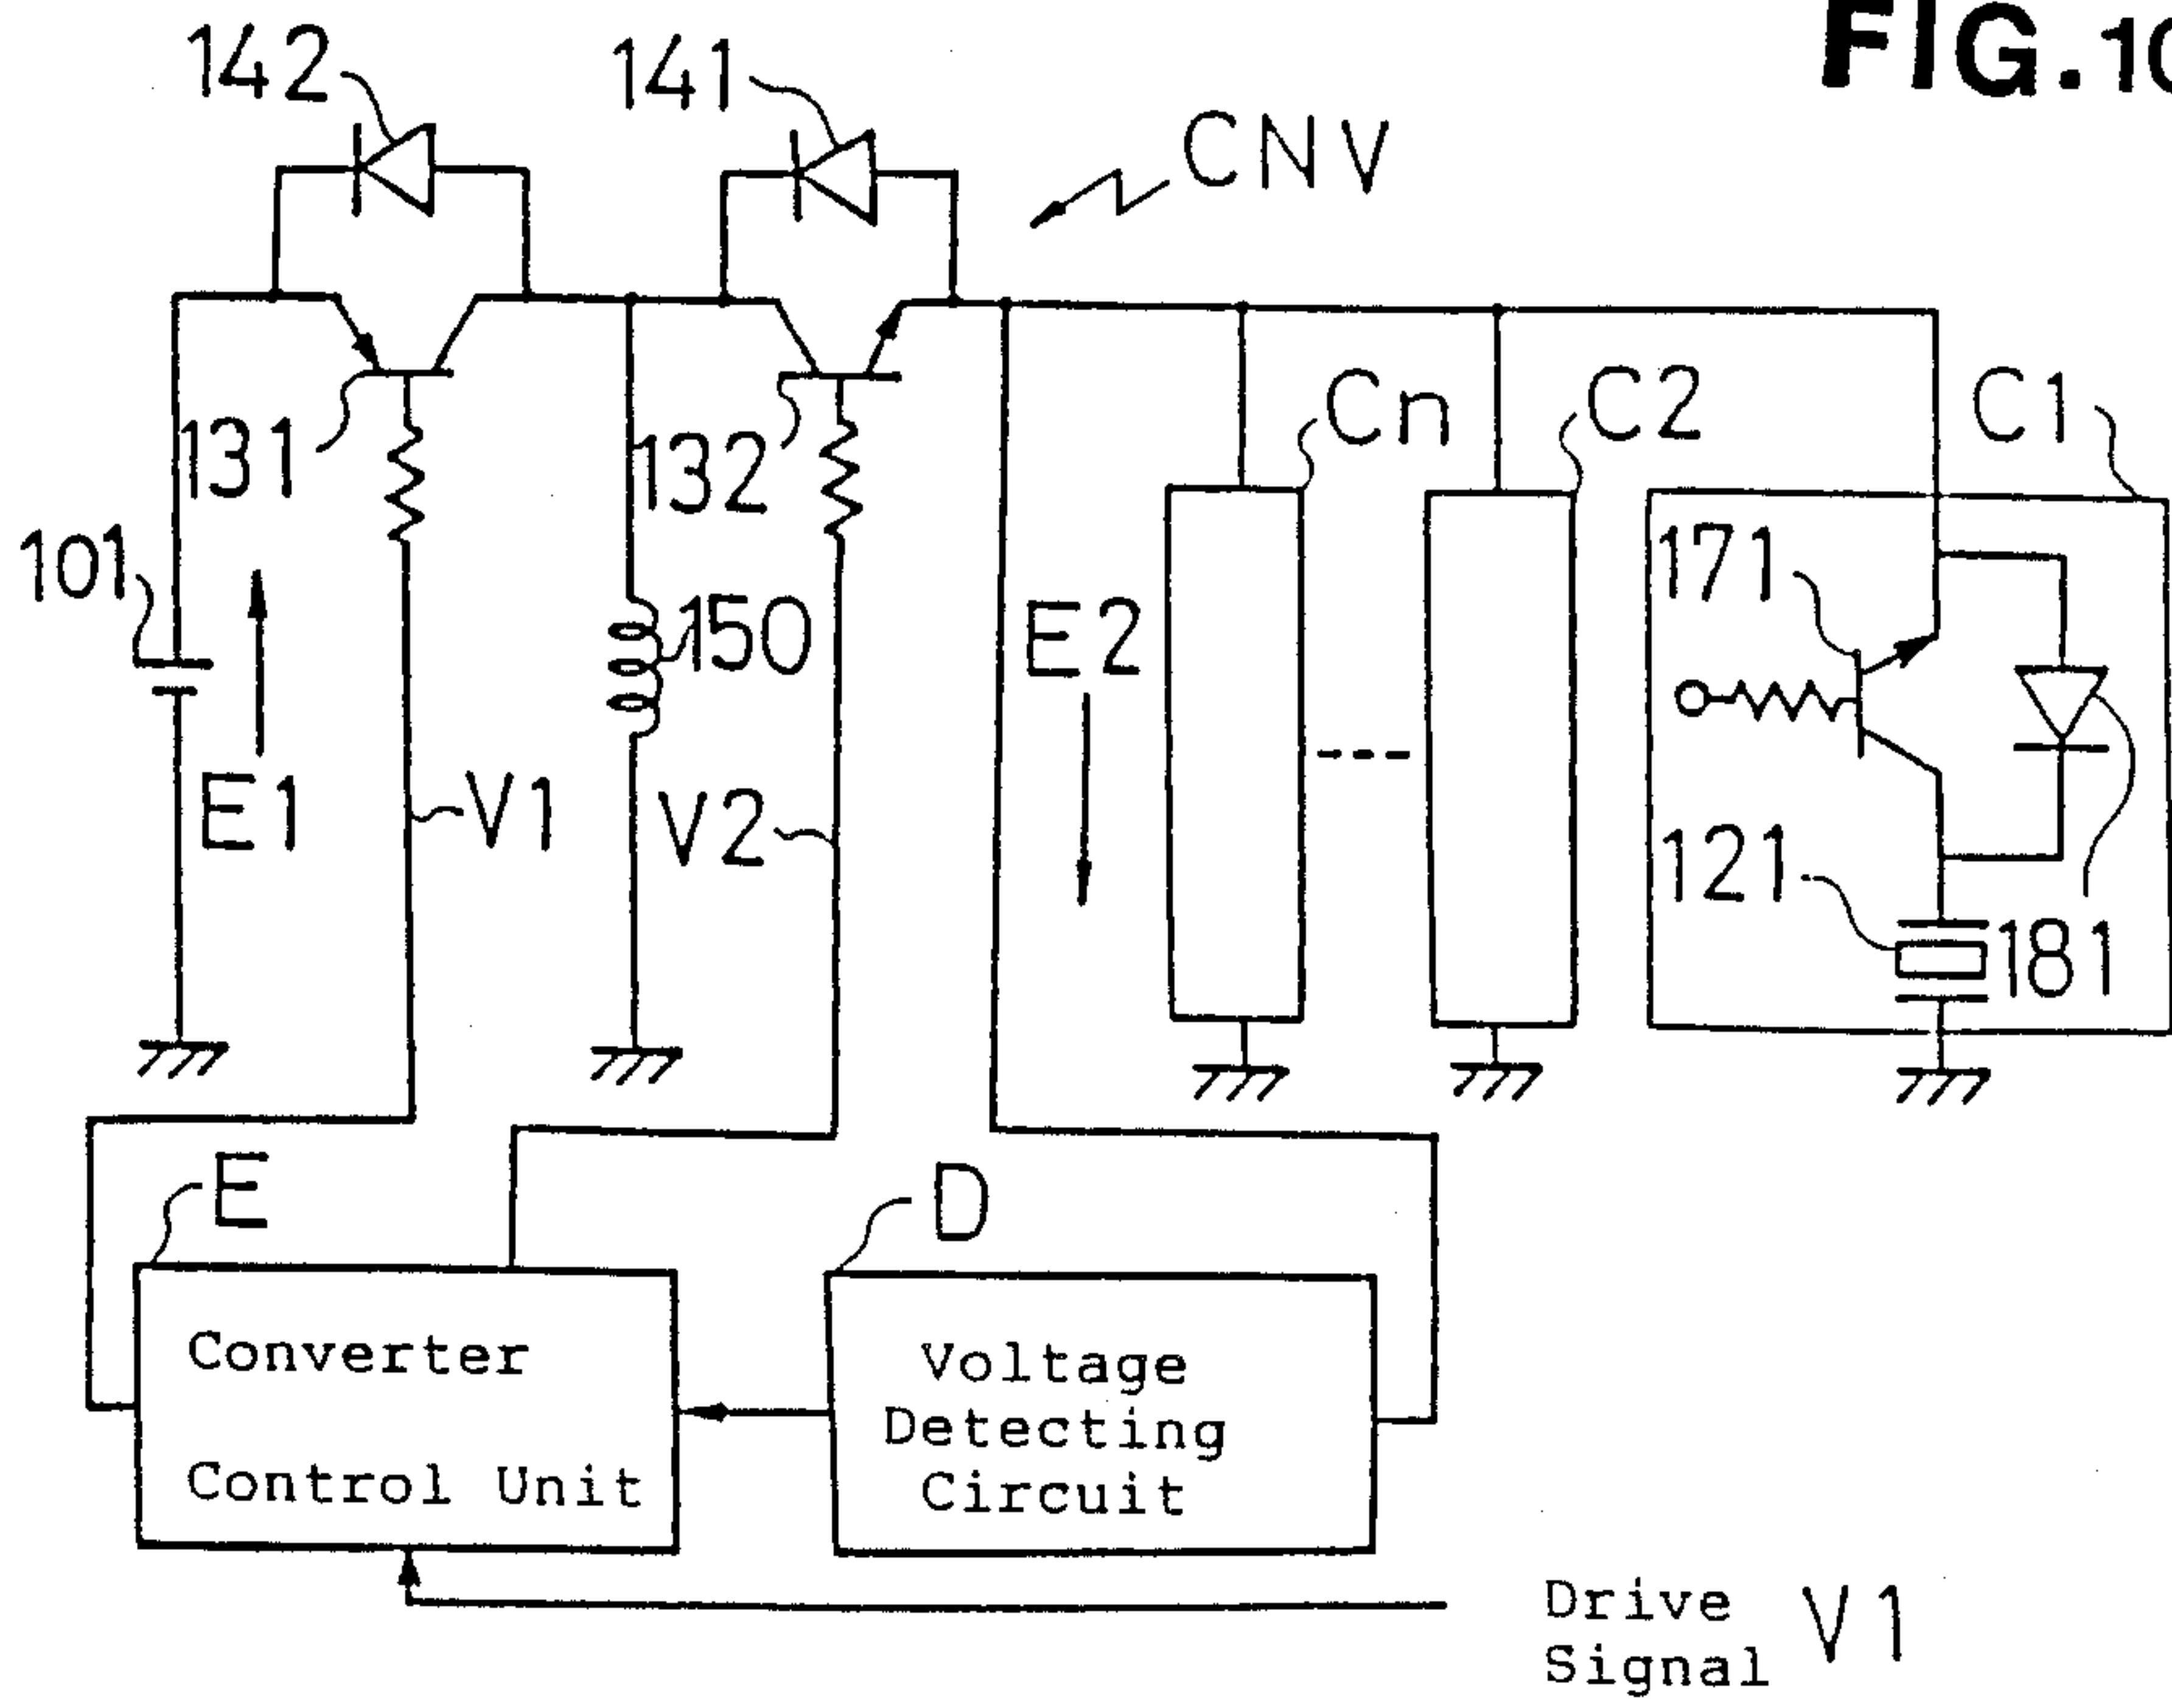 FIG.10
142
141
CNV
131
132
Cn
C2
C1
101
150
E2
171
E1
V1
V2
121
181
E
D
Converter
Control Unit
Voltage
Detecting
Circuit
Drive
Signal V1